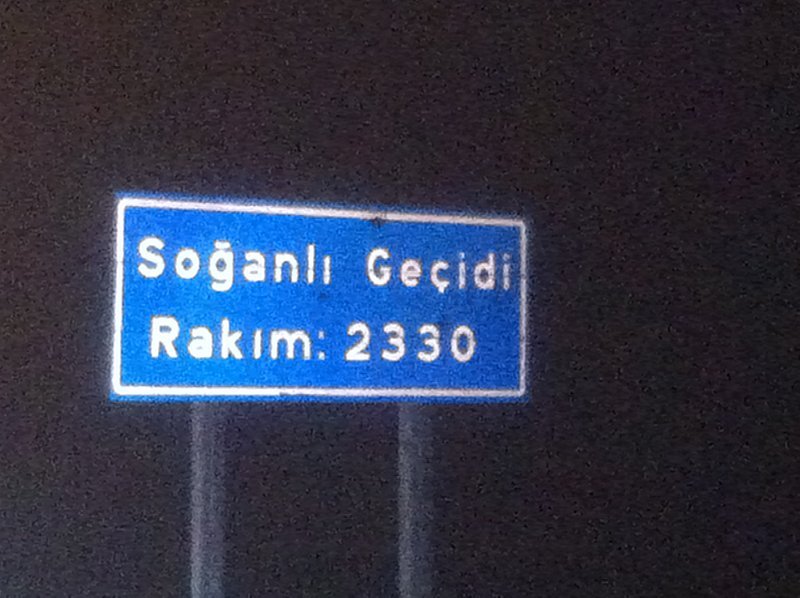 Soğanlı Geçidi
Rakım: 2330